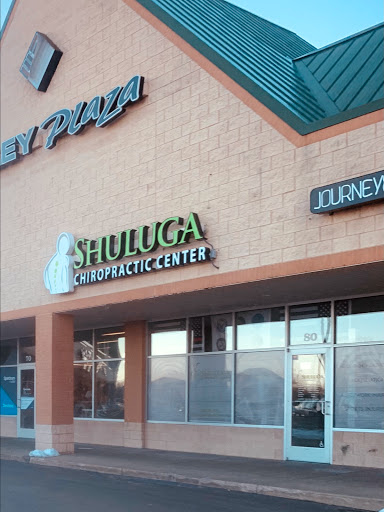 EY Plaza
SHULUGA
CHIROPRACTIC CENTER
JOURNEY
80